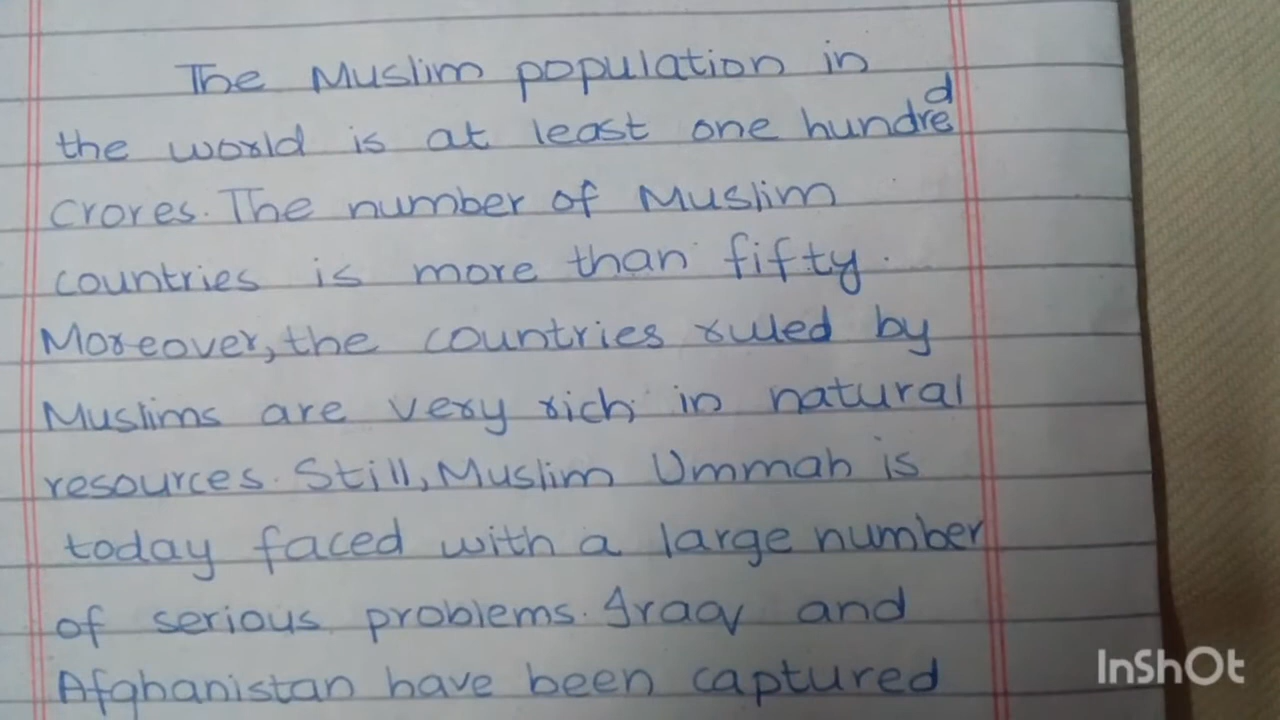 The Muslim population in
the world is at least one hundred
crores. The number of Muslim
countries is more than fifty.
Moreover, the countries ruled by
Muslims are very rich in natural
resources. Still, Muslim Ummah is
today faced with a large number
of serious problems. Iraq and
Afghanistan have been captured
InShOt